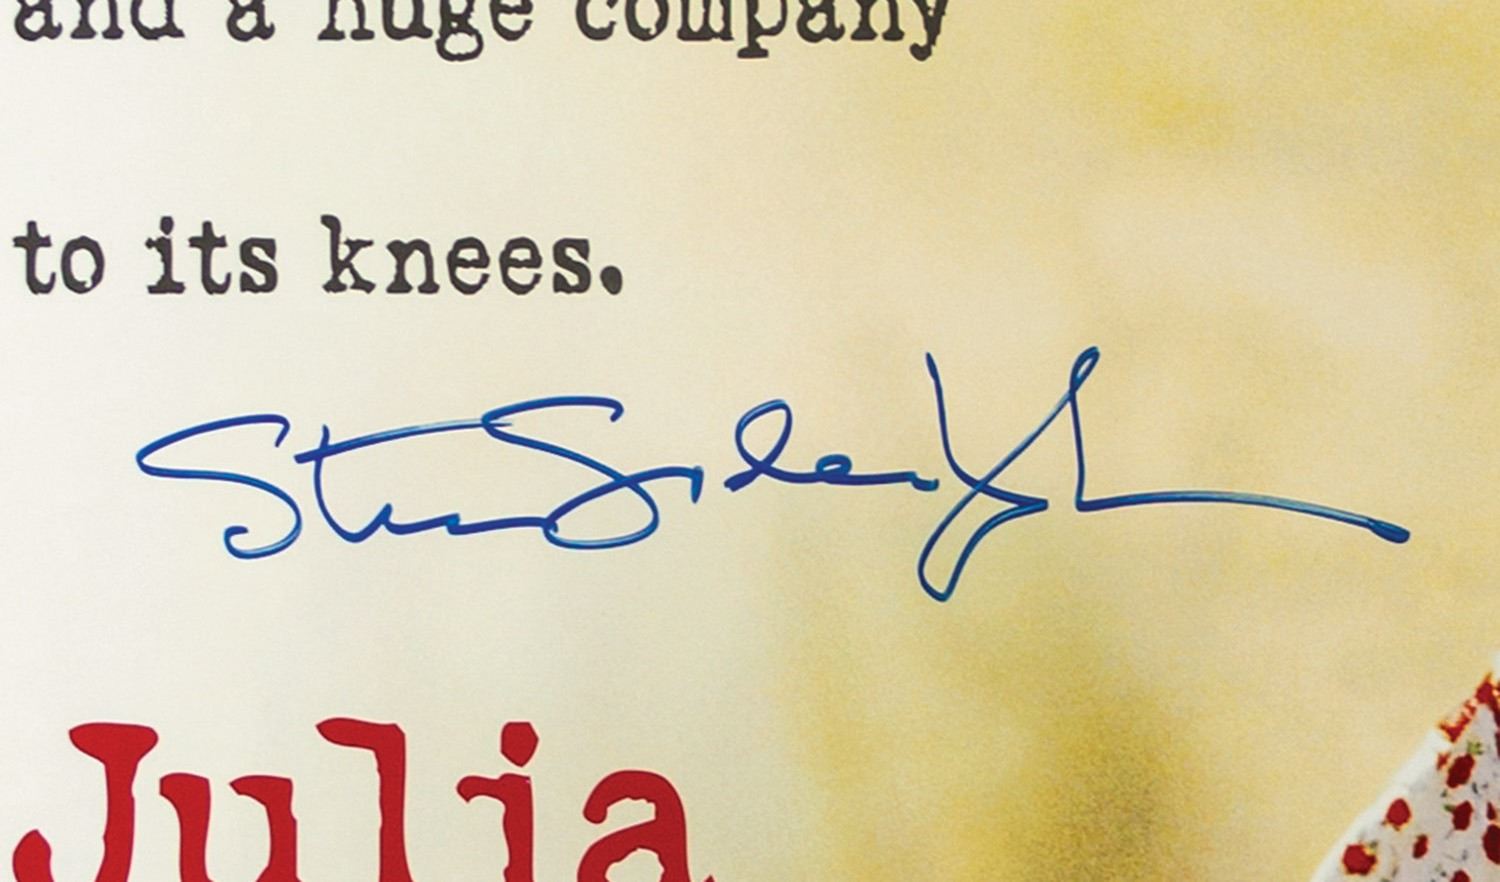 and a huge company
to its knees.
Julia